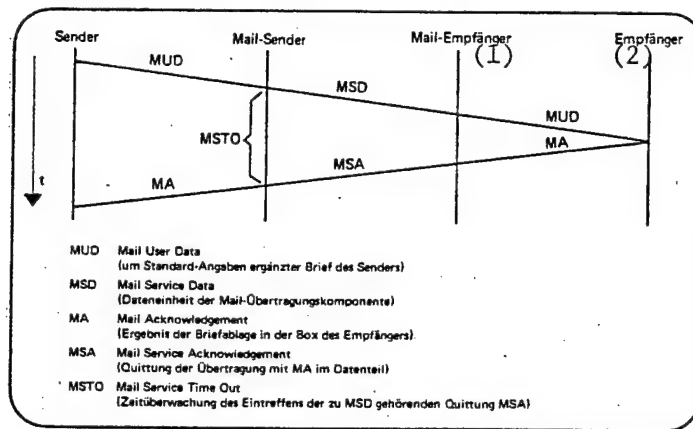 Sender Mail-Sender Mail-Empfänger Empfänger
(1) (2)
MUD MSD MUD
MSTO
MA MSA MA
t
MUD Mail User Data
(um Standard-Angaben ergänzter Brief des Senders)
MSD Mail Service Data
(Dateneinheit der Mail-Übertragungskomponente)
MA Mail Acknowledgement
(Ergebnis der Briefablage in der Box des Empfängers)
MSA Mail Service Acknowledgement
(Quittung der Übertragung mit MA im Datenteil)
MSTO Mail Service Time Out
(Zeitüberwachung des Eintreffens der zu MSD gehörenden Quittung MSA)